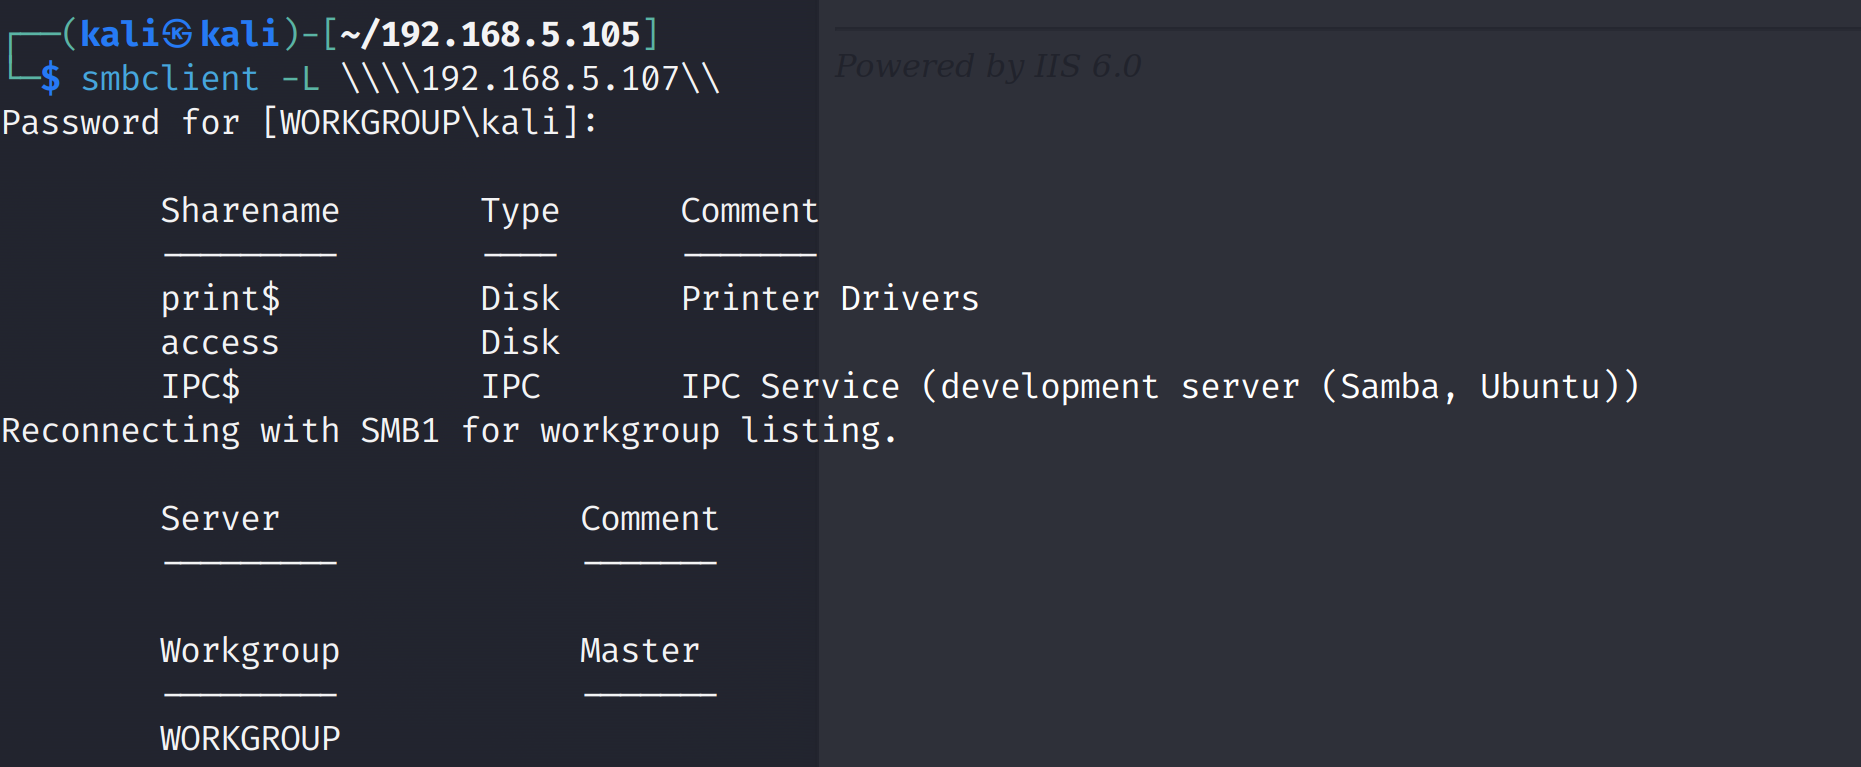 ┌──(kali㉿kali)-[~/192.168.5.105]
└─$ smbclient -L \\\\192.168.5.107\\
Powered by IIS 6.0
Password for [WORKGROUP\kali]:
Sharename Type Comment
--------- ---- -------
print$ Disk Printer Drivers
access Disk
IPC$ IPC IPC Service (development server (Samba, Ubuntu))
Reconnecting with SMB1 for workgroup listing.
Server Comment
--------- -------
Workgroup Master
--------- -------
WORKGROUP